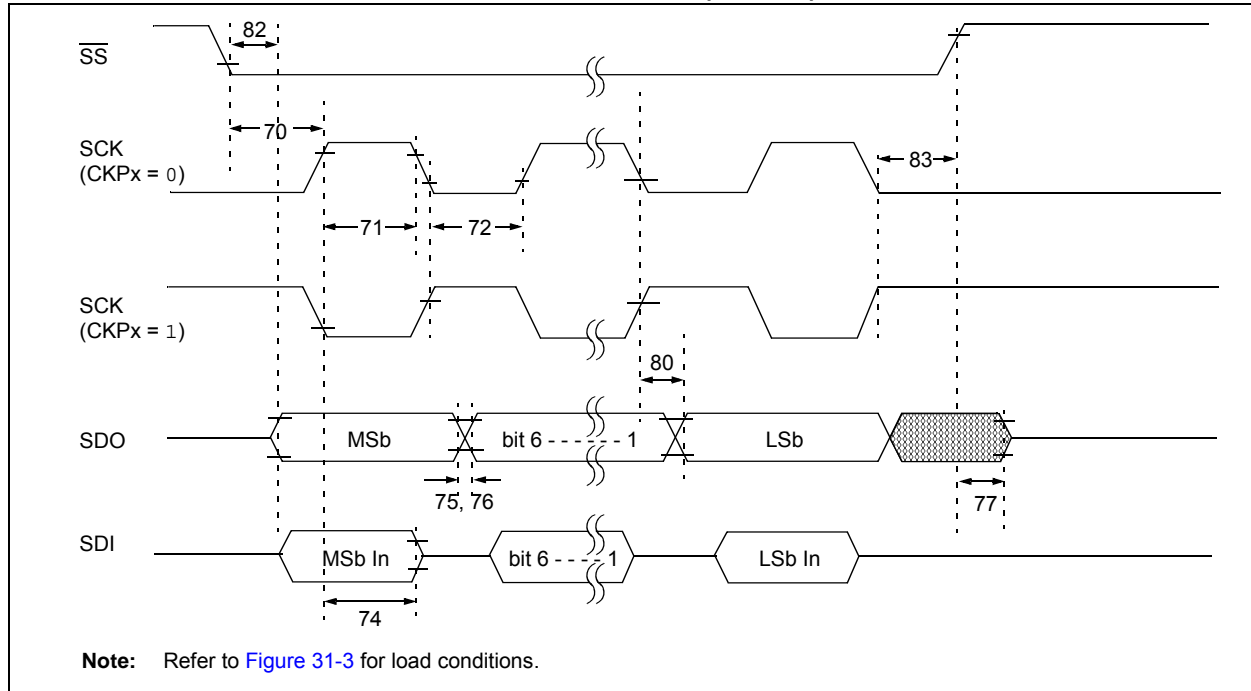 82
SS
70
SCK
(CKPx = 0)
83
71
72
SCK
(CKPx = 1)
80
SDO
MSb
bit 6 - - - - - - 1
LSb
75, 76
77
SDI
MSb In
bit 6 - - - - 1
LSb In
74
Note: Refer to Figure 31-3 for load conditions.